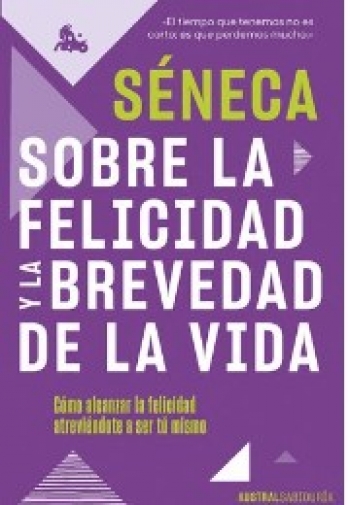 «El tiempo que tenemos no es
corto; es que perdemos mucho»
SÉNECA
SOBRE LA
FELICIDAD
Y LA
BREVEDAD
DE LA VIDA
Cómo alcanzar la felicidad
atreviéndote a ser tú mismo
AUSTRALSABIDURÍA